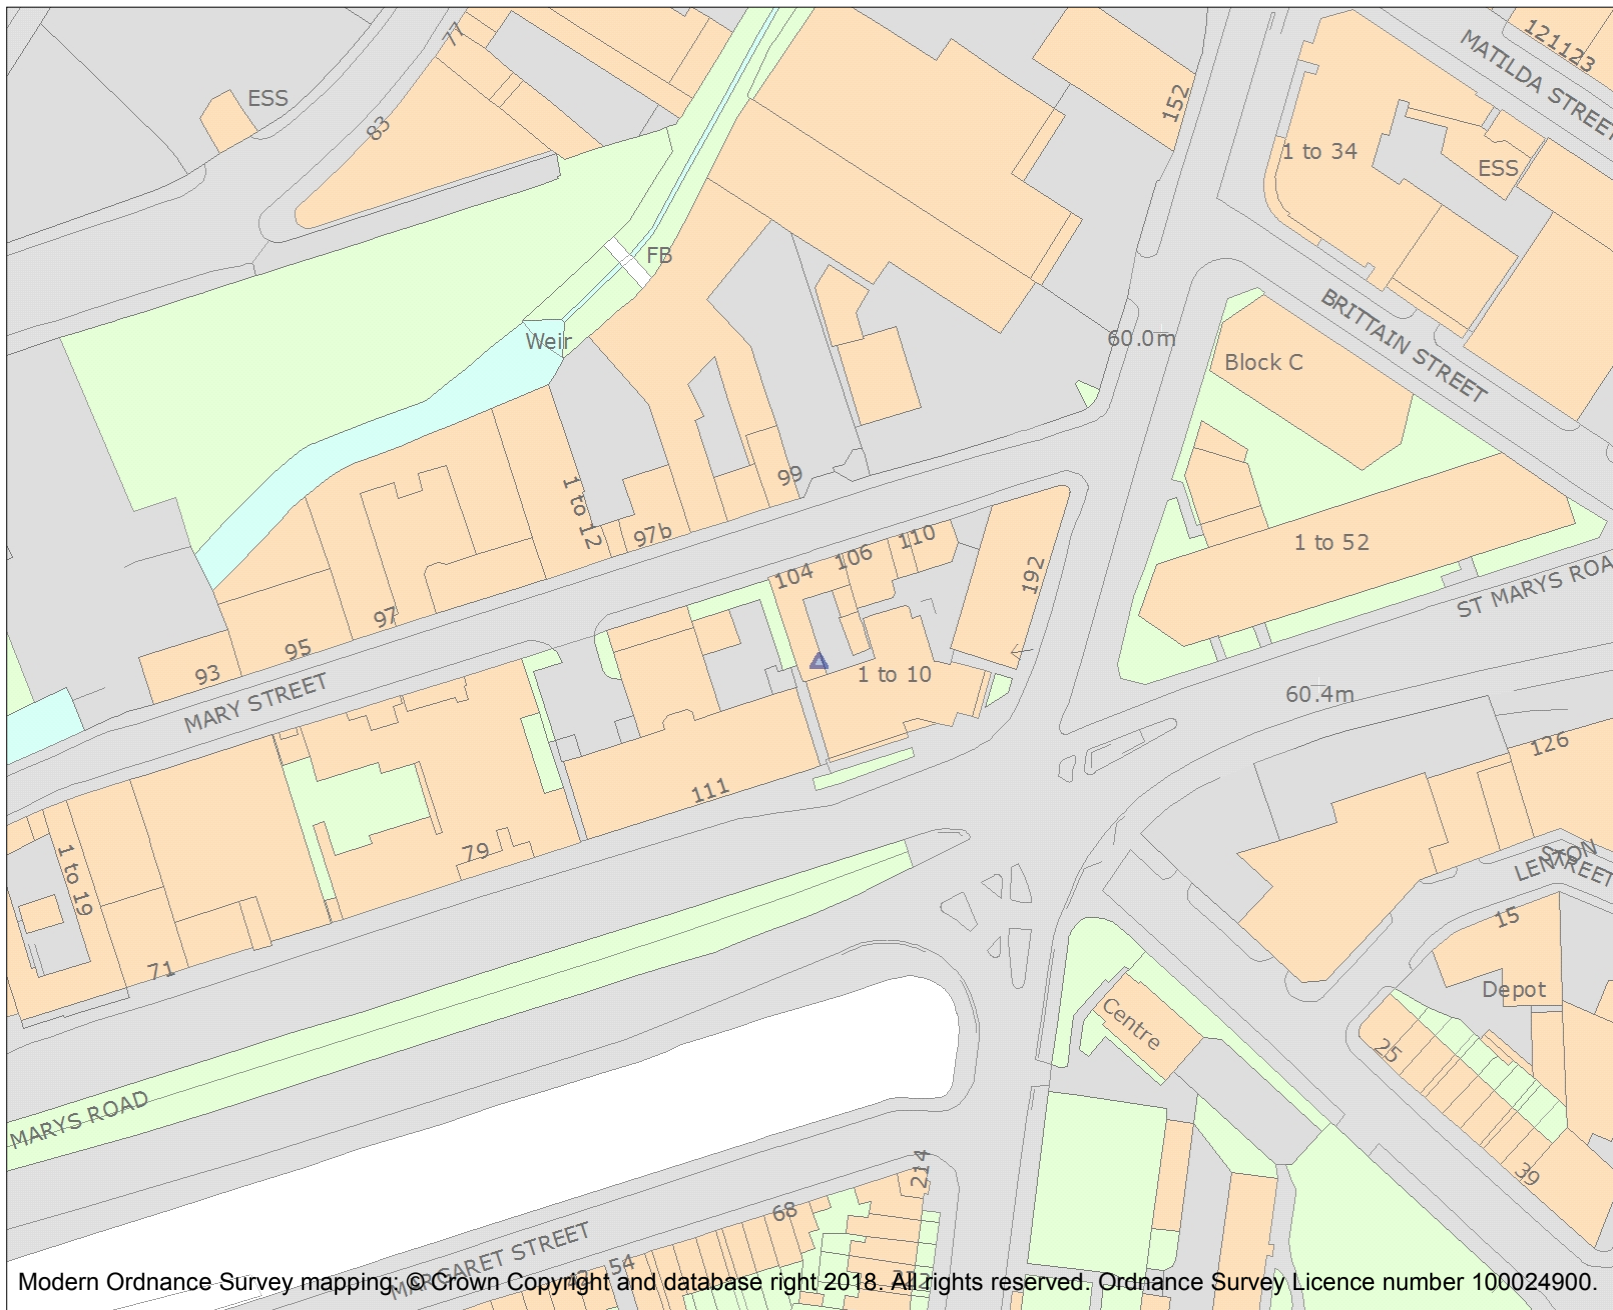 77
121123
MATILDA STREET
ESS
152
83
1 to 34
ESS
FB
BRITTAIN STREET
Weir
60.0m
Block C
99
1 to 12
97b
110
106
104
192
1 to 52
ST MARYS ROA
97
95
93
1 to 10
MARY STREET
60.4m
126
111
79
1 to 19
LENTON
STREET
15
71
Depot
Centre
25
MARYS ROAD
39
214
68
MARGARET STREET
54
Modern Ordnance Survey mapping: © Crown Copyright and database right 2018. All rights reserved. Ordnance Survey Licence number 100024900.